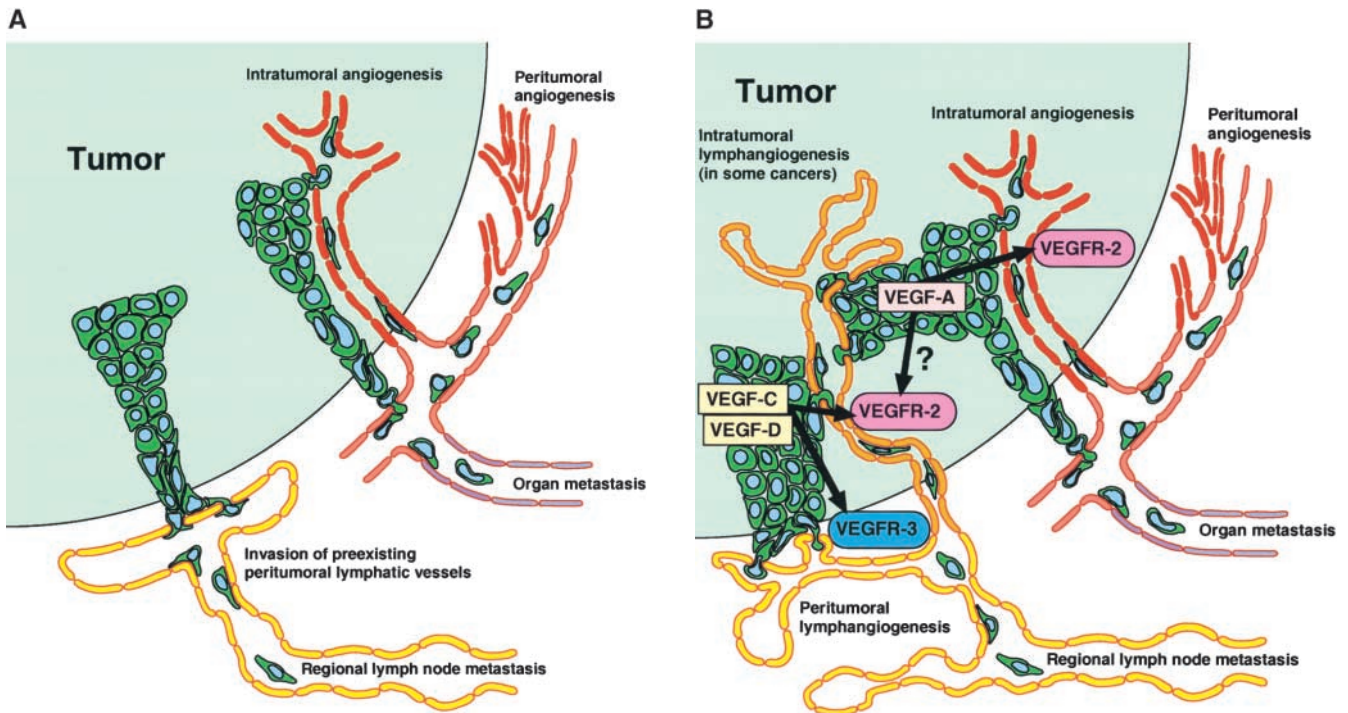 A
Intratumoral angiogenesis
Peritumoral
angiogenesis
Tumor
Organ metastasis
Invasion of preexisting
peritumoral lymphatic vessels
Regional lymph node metastasis
B
Tumor
Intratumoral angiogenesis
Peritumoral
angiogenesis
Intratumoral
lymphangiogenesis
(in some cancers)
VEGFR-2
VEGF-A
?
VEGF-C
VEGFR-2
VEGF-D
VEGFR-3
Organ metastasis
Peritumoral
lymphangiogenesis
Regional lymph node metastasis